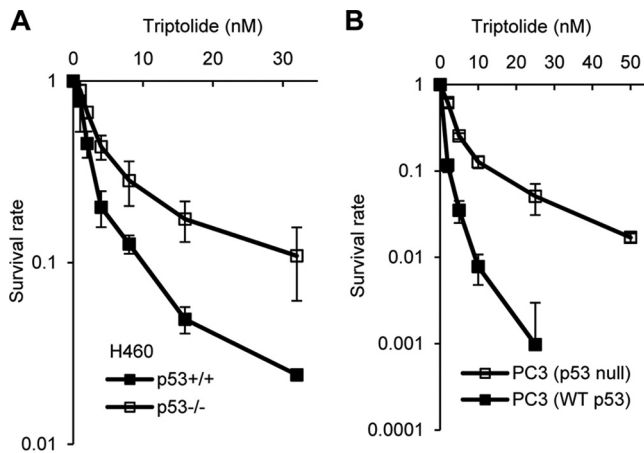 A
Triptolide (nM)
0 10 20 30
Survival rate
1
0.1
0.01
H460
p53+/+
p53-/-
B
Triptolide (nM)
0 10 20 30 40 50
Survival rate
1
0.1
0.01
0.001
0.0001
PC3 (p53 null)
PC3 (WT p53)